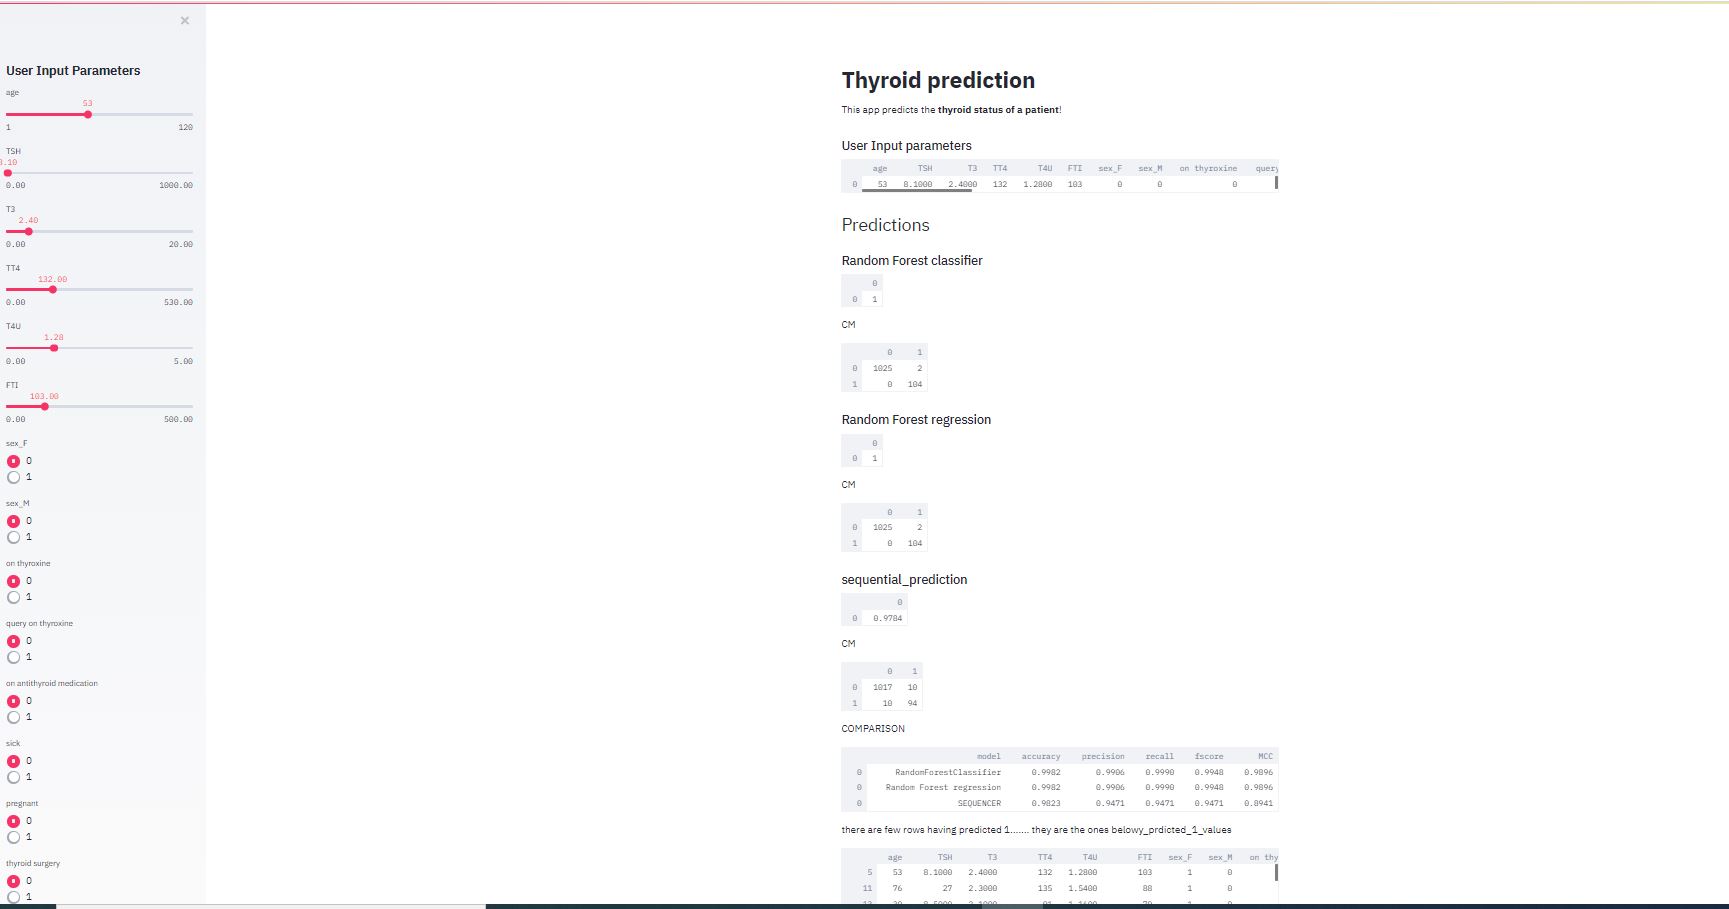 ×
User Input Parameters
age
53
1 120
TSH
8.10
0.00 1000.00
T3
2.40
0.00 20.00
TT4
132.00
0.00 530.00
T4U
1.28
0.00 5.00
FTI
103.00
0.00 500.00
sex_F
0
1
sex_M
0
1
on thyroxine
0
1
query on thyroxine
0
1
on antithyroid medication
0
1
sick
0
1
pregnant
0
1
thyroid surgery
0
1
Thyroid prediction
This app predicts the thyroid status of a patient!
User Input parameters
age TSH T3 TT4 T4U FTI sex_F sex_M on thyroxine query
0 53 8.1000 2.4000 132 1.2800 103 0 0 0
Predictions
Random Forest classifier
0
0 1
CM
0 1
0 1025 2
1 0 104
Random Forest regression
0
0 1
CM
0 1
0 1025 2
1 0 104
sequential_prediction
0
0 0.9784
CM
0 1
0 1017 10
1 10 94
COMPARISON
model accuracy precision recall fscore MCC
0 RandomForestClassifier 0.9982 0.9906 0.9990 0.9948 0.9896
0 Random Forest regression 0.9982 0.9906 0.9990 0.9948 0.9896
0 SEQUENCER 0.9823 0.9471 0.9471 0.9471 0.8941
there are few rows having predicted 1....... they are the ones belowy_prdicted_1_values
age TSH T3 TT4 T4U FTI sex_F sex_M on thy
5 53 8.1000 2.4000 132 1.2800 103 1 0
11 76 27 2.3000 135 1.5400 88 1 0